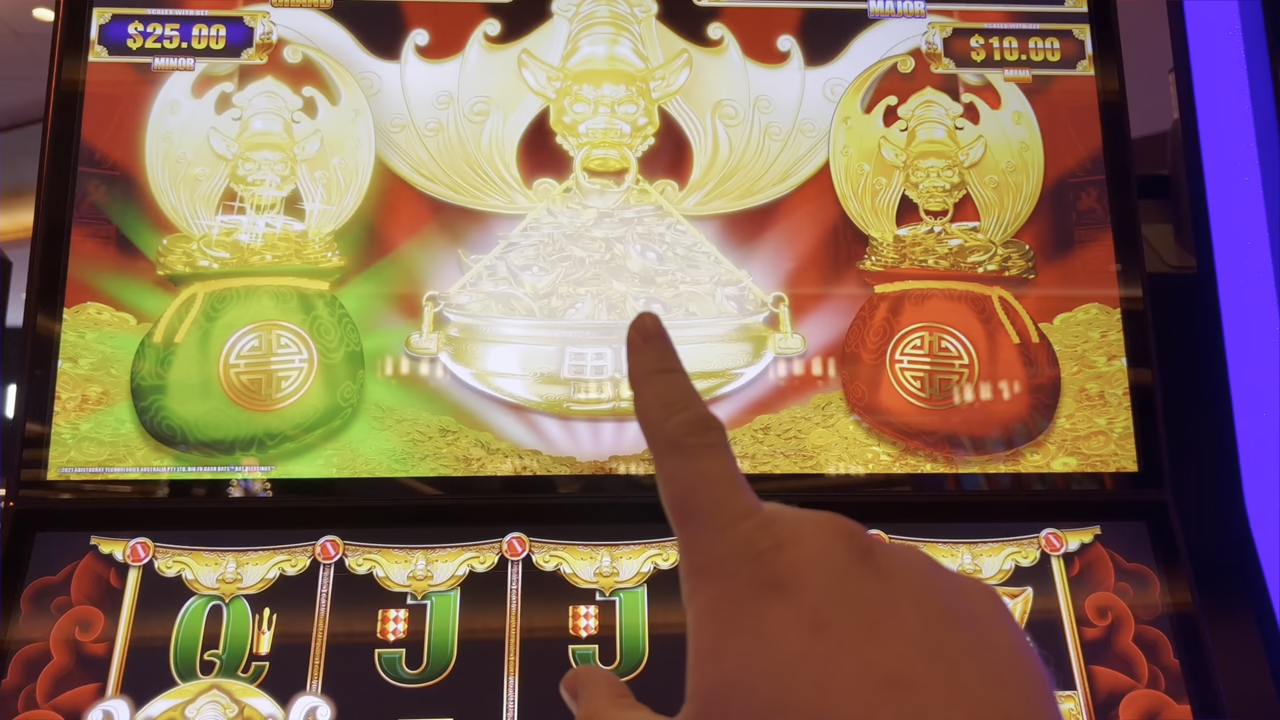 GRAND
MAJOR
SCALES WITH BET
$25.00
MINOR
SCALES WITH BET
$10.00
MINI
Q
J
J